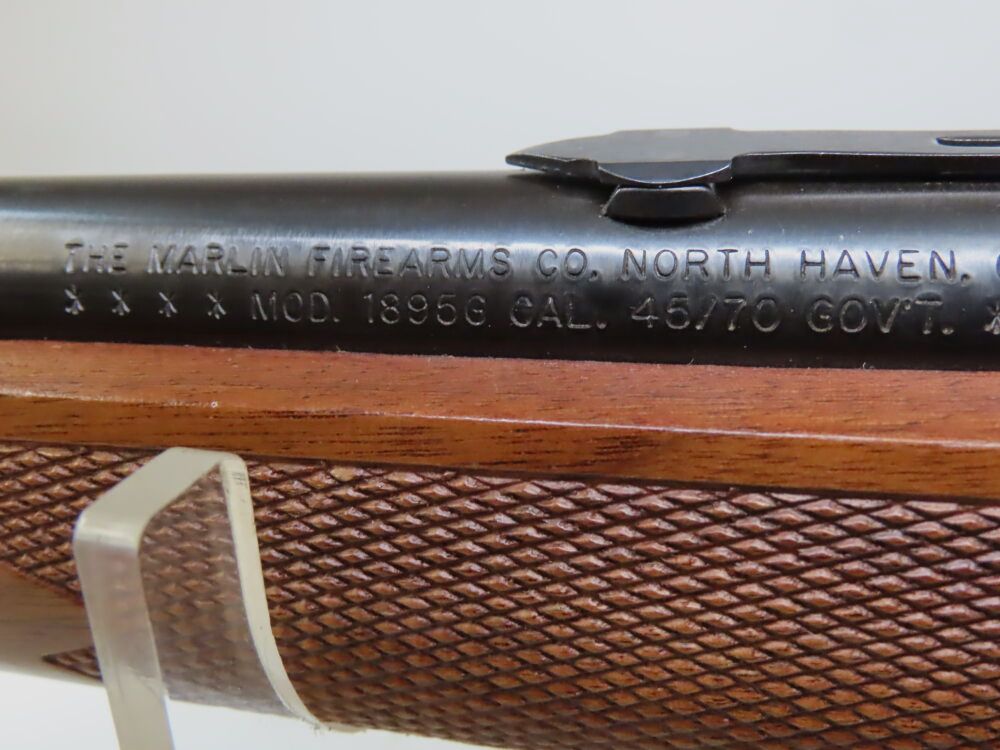 THE MARLIN FIREARMS CO. NORTH HAVEN,
* * * * MOD. 1895G CAL. 45/70 GOV'T. *